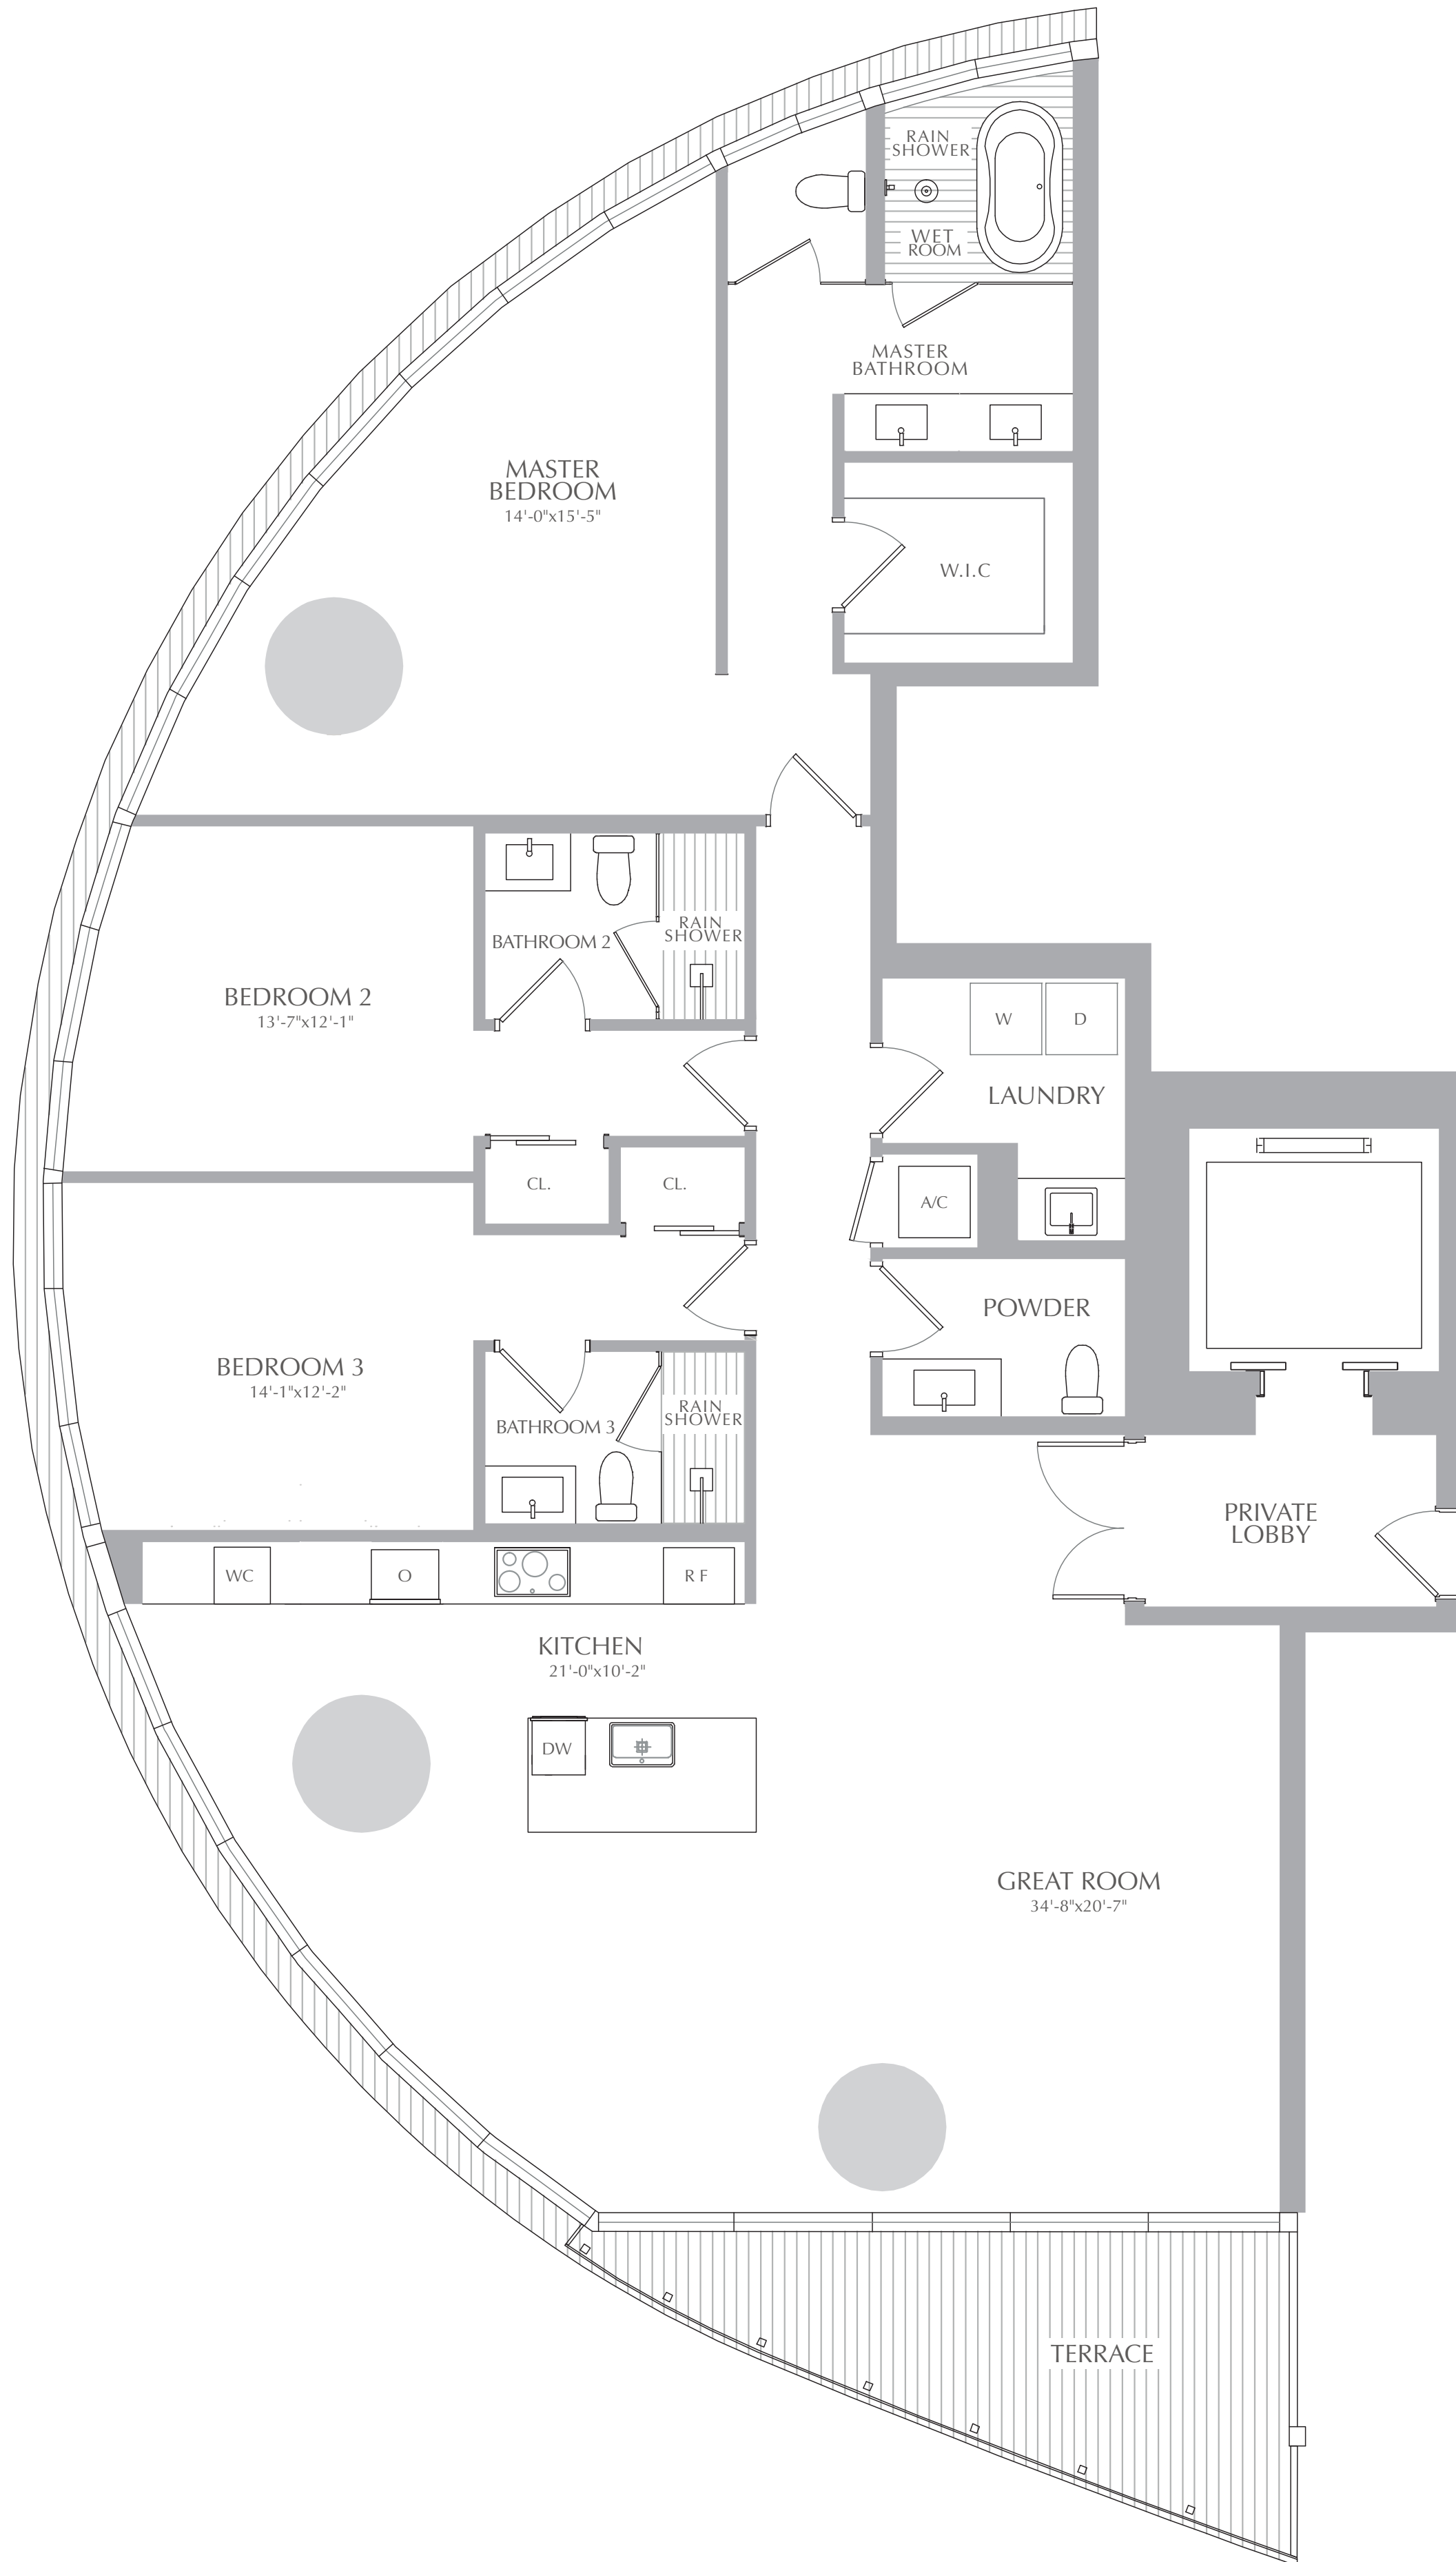 RAIN
SHOWER
WET
ROOM
MASTER
BATHROOM
MASTER
BEDROOM
14'-0"x15'-5"
W.I.C
BATHROOM 2
RAIN
SHOWER
BEDROOM 2
13'-7"x12'-1"
W
D
LAUNDRY
CL.
CL.
A/C
POWDER
BEDROOM 3
14'-1"x12'-2"
BATHROOM 3
RAIN
SHOWER
PRIVATE
LOBBY
WC
O
R F
KITCHEN
21'-0"x10'-2"
DW
GREAT ROOM
34'-8"x20'-7"
TERRACE